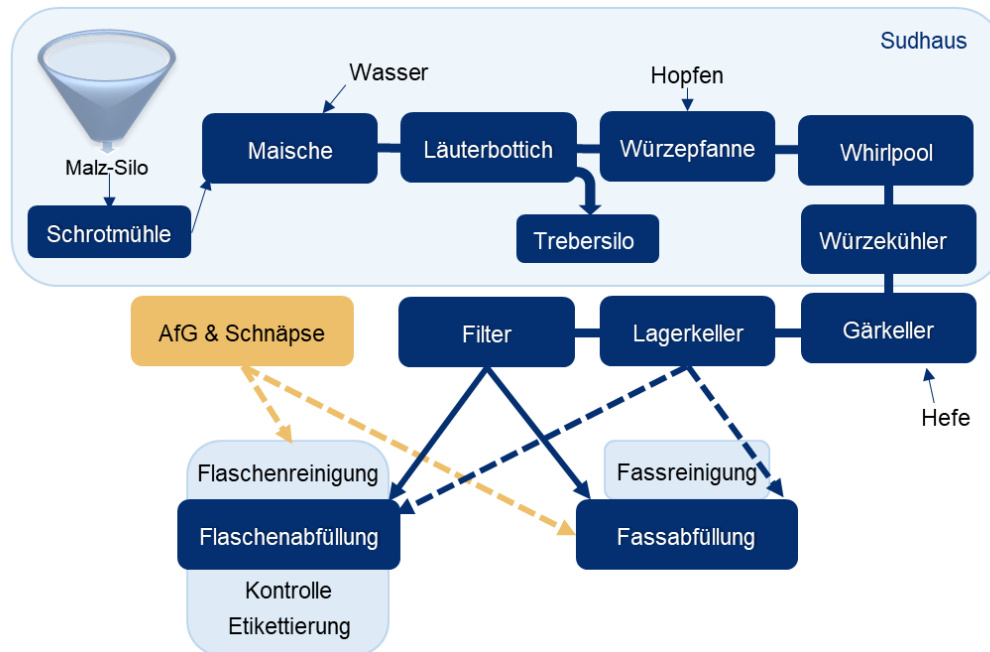 Sudhaus
Wasser
Hopfen
Maische
Läuterbottich
Würzepfanne
Whirlpool
Malz-Silo
Schrotmühle
Trebersilo
Würzekühler
AfG & Schnäpse
Filter
Lagerkeller
Gärkeller
Hefe
Flaschenreinigung
Fassreinigung
Flaschenabfüllung
Fassabfüllung
Kontrolle
Etikettierung